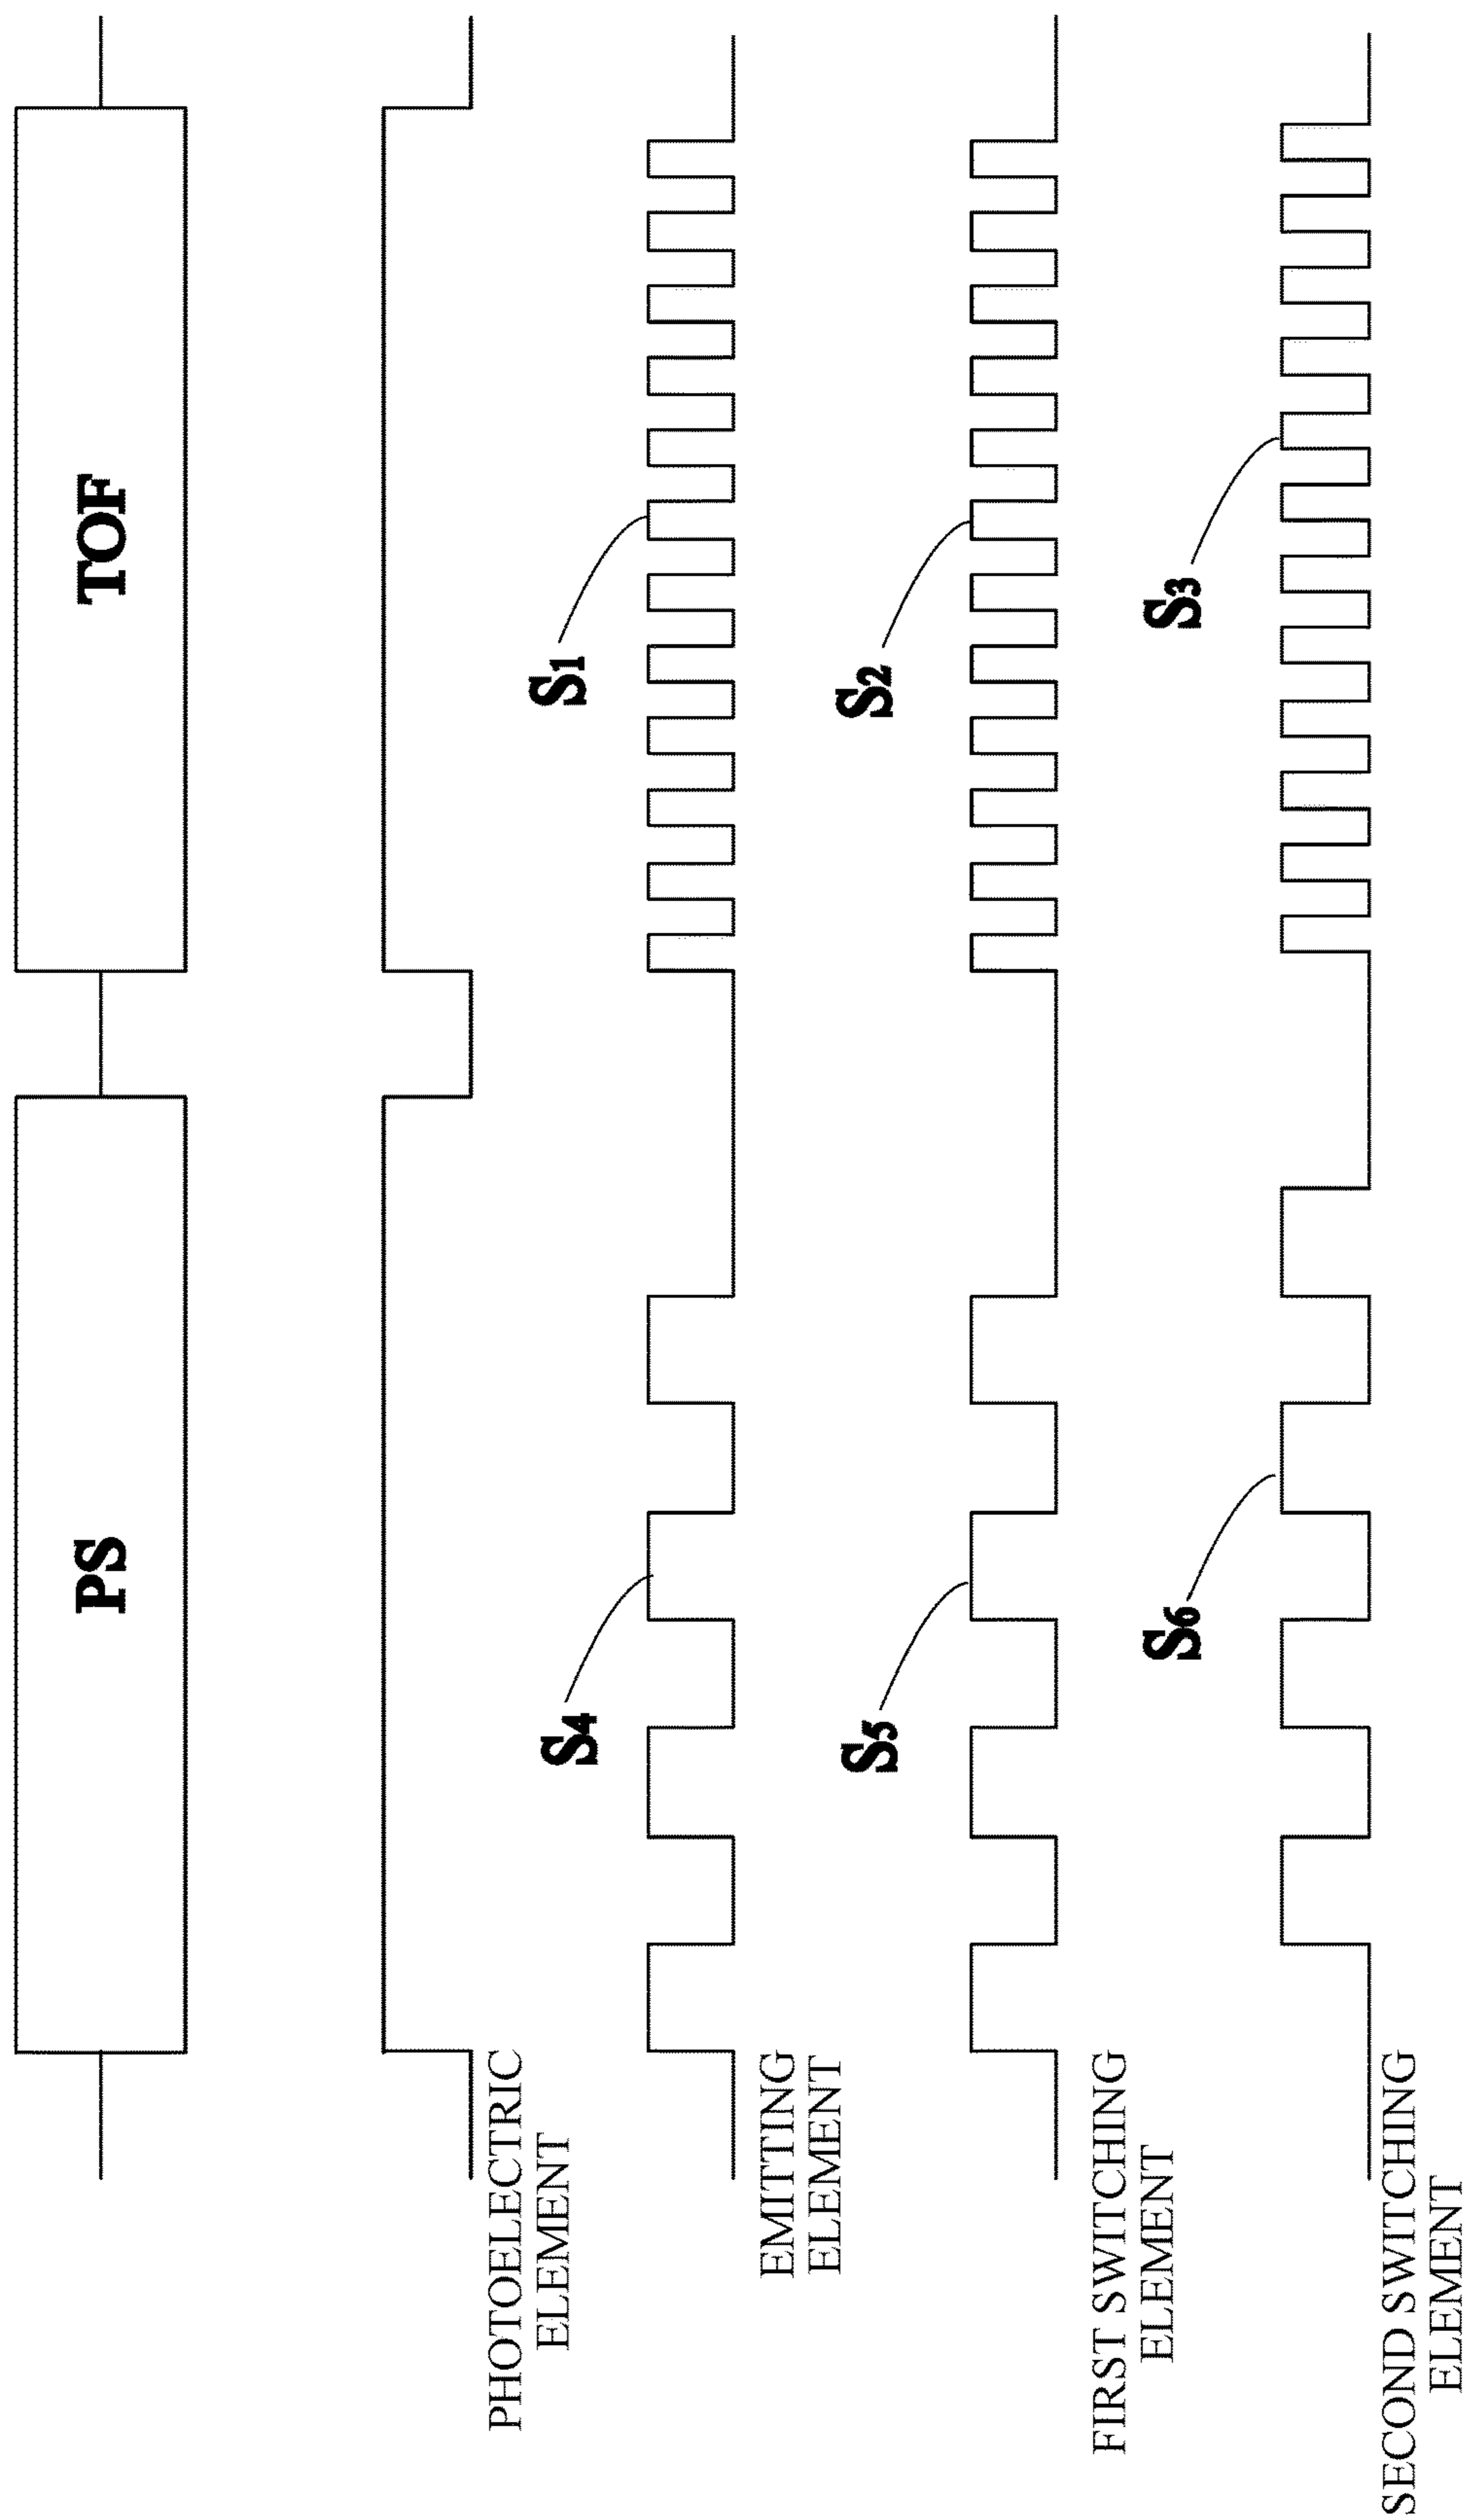 PS
TOF
PHOTOELECTRIC
ELEMENT
S4
S1
EMITTING
ELEMENT
S5
S2
FIRST SWITCHING
ELEMENT
S6
S3
SECOND SWITCHING
ELEMENT